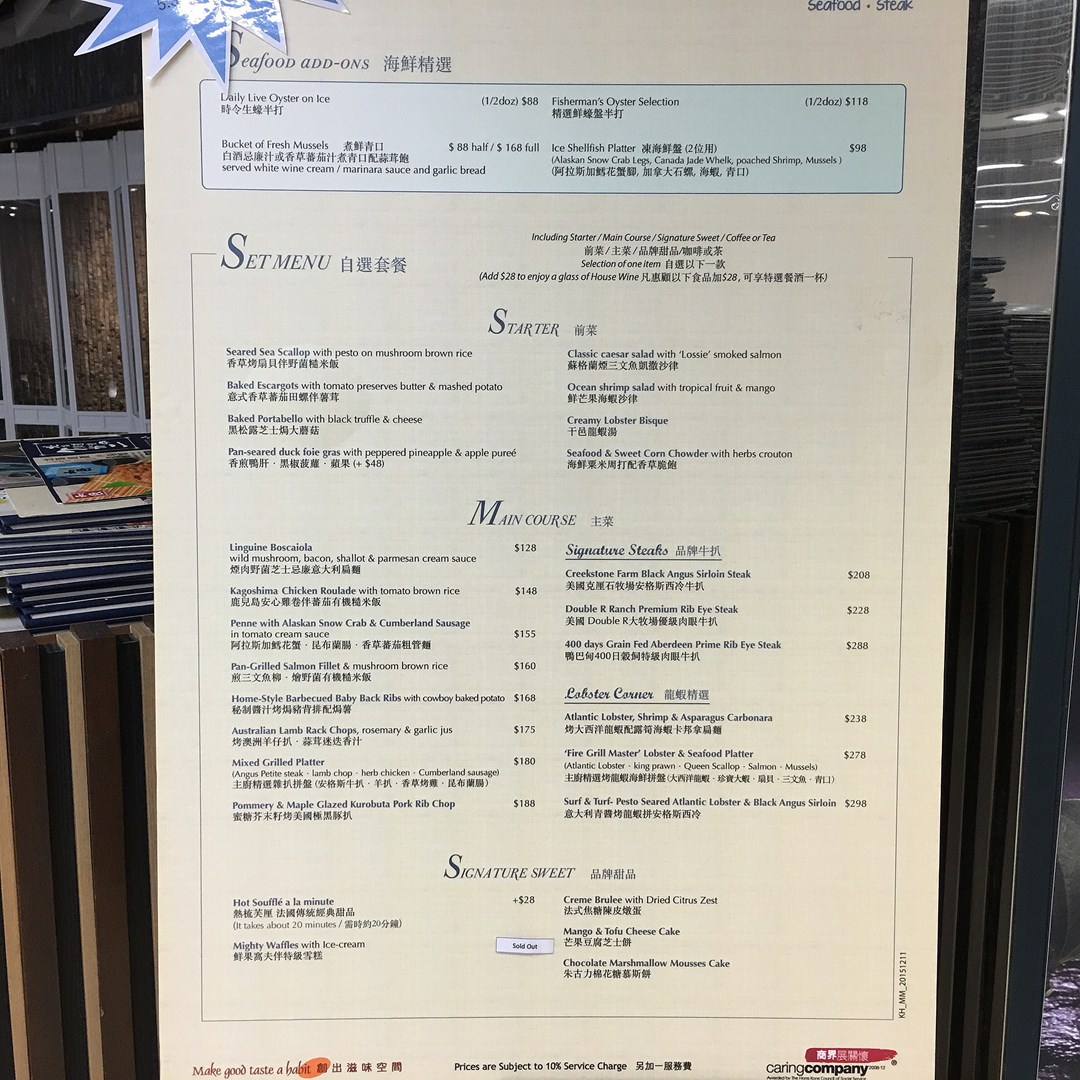 Seafood · Steak
Seafood ADD-ONS 海鮮精選
Daily Live Oyster on Ice (1/2doz) $88
時令生蠔半打
Fisherman's Oyster Selection (1/2doz) $118
精選鮮蠔盤半打
Bucket of Fresh Mussels 煮鮮青口 $ 88 half / $ 168 full
白酒忌廉汁或香草蕃茄汁煮青口配蒜茸飽
served white wine cream / marinara sauce and garlic bread
Ice Shellfish Platter 凍海鮮盤 (2位用) $98
(Alaskan Snow Crab Legs, Canada Jade Whelk, poached Shrimp, Mussels )
(阿拉斯加鱈花蟹腳, 加拿大石螺, 海蝦, 青口)
SET MENU 自選套餐
Including Starter / Main Course / Signature Sweet / Coffee or Tea
前菜 / 主菜 / 品牌甜品/咖啡或茶
Selection of one item 自選以下一款
(Add $28 to enjoy a glass of House Wine 凡惠顧以下食品加$28 , 可享特選餐酒一杯)
STARTER 前菜
Seared Sea Scallop with pesto on mushroom brown rice
香草烤扇貝伴野菌糙米飯
Baked Escargots with tomato preserves butter & mashed potato
意式香草蕃茄田螺伴薯茸
Baked Portabello with black truffle & cheese
黑松露芝士焗大蘑菇
Pan-seared duck foie gras with peppered pineapple & apple pureé
香煎鴨肝 · 黑椒菠蘿 · 蘋果 (+ $48)
Classic caesar salad with 'Lossie' smoked salmon
蘇格蘭煙三文魚凱撒沙律
Ocean shrimp salad with tropical fruit & mango
鮮芒果海蝦沙律
Creamy Lobster Bisque
干邑龍蝦湯
Seafood & Sweet Corn Chowder with herbs crouton
海鮮粟米周打配香草脆飽
MAIN COURSE 主菜
Linguine Boscaiola $128
wild mushroom, bacon, shallot & parmesan cream sauce
煙肉野菌芝士忌廉意大利扁麵
Kagoshima Chicken Roulade with tomato brown rice $148
鹿兒島安心雞卷伴蕃茄有機糙米飯
Penne with Alaskan Snow Crab & Cumberland Sausage
in tomato cream sauce $155
阿拉斯加鱈花蟹 · 昆布蘭腸 · 香草蕃茄粗管麵
Pan-Grilled Salmon Fillet & mushroom brown rice $160
煎三文魚柳 · 燴野菌有機糙米飯
Home-Style Barbecued Baby Back Ribs with cowboy baked potato $168
秘制醬汁烤焗豬背排配焗薯
Australian Lamb Rack Chops, rosemary & garlic jus $175
烤澳洲羊仔扒 · 蒜茸迷迭香汁
Mixed Grilled Platter $180
(Angus Petite steak · lamb chop · herb chicken · Cumberland sausage)
主廚精選雜扒拼盤 (安格斯牛扒 · 羊扒 · 香草烤雞 · 昆布蘭腸)
Pommery & Maple Glazed Kurobuta Pork Rib Chop $188
蜜糖芥末籽烤美國極黑豚扒
Signature Steaks 品牌牛扒
Creekstone Farm Black Angus Sirloin Steak $208
美國克厘石牧場安格斯西冷牛扒
Double R Ranch Premium Rib Eye Steak $228
美國 Double R大牧場優級肉眼牛扒
400 days Grain Fed Aberdeen Prime Rib Eye Steak $288
鴨巴甸400日穀飼特級肉眼牛扒
Lobster Corner 龍蝦精選
Atlantic Lobster, Shrimp & Asparagus Carbonara $238
烤大西洋龍蝦配露筍海蝦卡邦拿扁麵
'Fire Grill Master' Lobster & Seafood Platter $278
(Atlantic Lobster · king prawn · Queen Scallop · Salmon · Mussels)
主廚精選烤龍蝦海鮮拼盤 (大西洋龍蝦 · 珍寶大蝦 · 扇貝 · 三文魚 · 青口)
Surf & Turf- Pesto Seared Atlantic Lobster & Black Angus Sirloin $298
意大利青醬烤龍蝦拼安格斯西冷
SIGNATURE SWEET 品牌甜品
Hot Soufflé a la minute +$28
熱梳芙厘 法國傳統經典甜品
(It takes about 20 minutes / 需時約20分鐘)
Mighty Waffles with Ice-cream Sold Out
鮮果窩夫伴特級雪糕
Creme Brulee with Dried Citrus Zest
法式焦糖陳皮燉蛋
Mango & Tofu Cheese Cake
芒果豆腐芝士餅
Chocolate Marshmallow Mousses Cake
朱古力棉花糖慕斯餅
KH_MM_20151211
Make good taste a habit 創出滋味空間
Prices are Subject to 10% Service Charge 另加一服務費
商界展關懷
caringcompany 2008-12
Awarded by The Hong Kong Council of Social Service